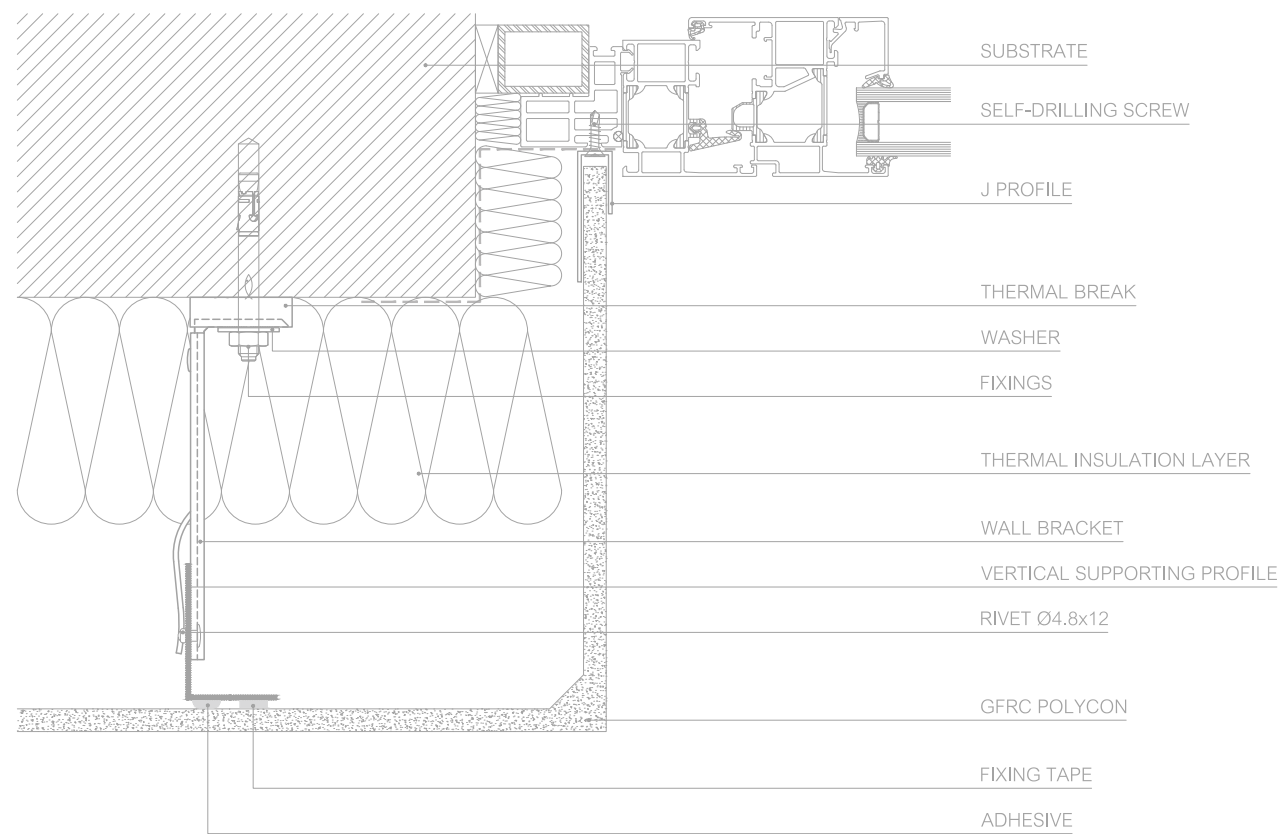 SUBSTRATE
SELF-DRILLING SCREW
J PROFILE
THERMAL BREAK
WASHER
FIXINGS
THERMAL INSULATION LAYER
WALL BRACKET
VERTICAL SUPPORTING PROFILE
RIVET Ø4.8x12
GFRC POLYCON
FIXING TAPE
ADHESIVE